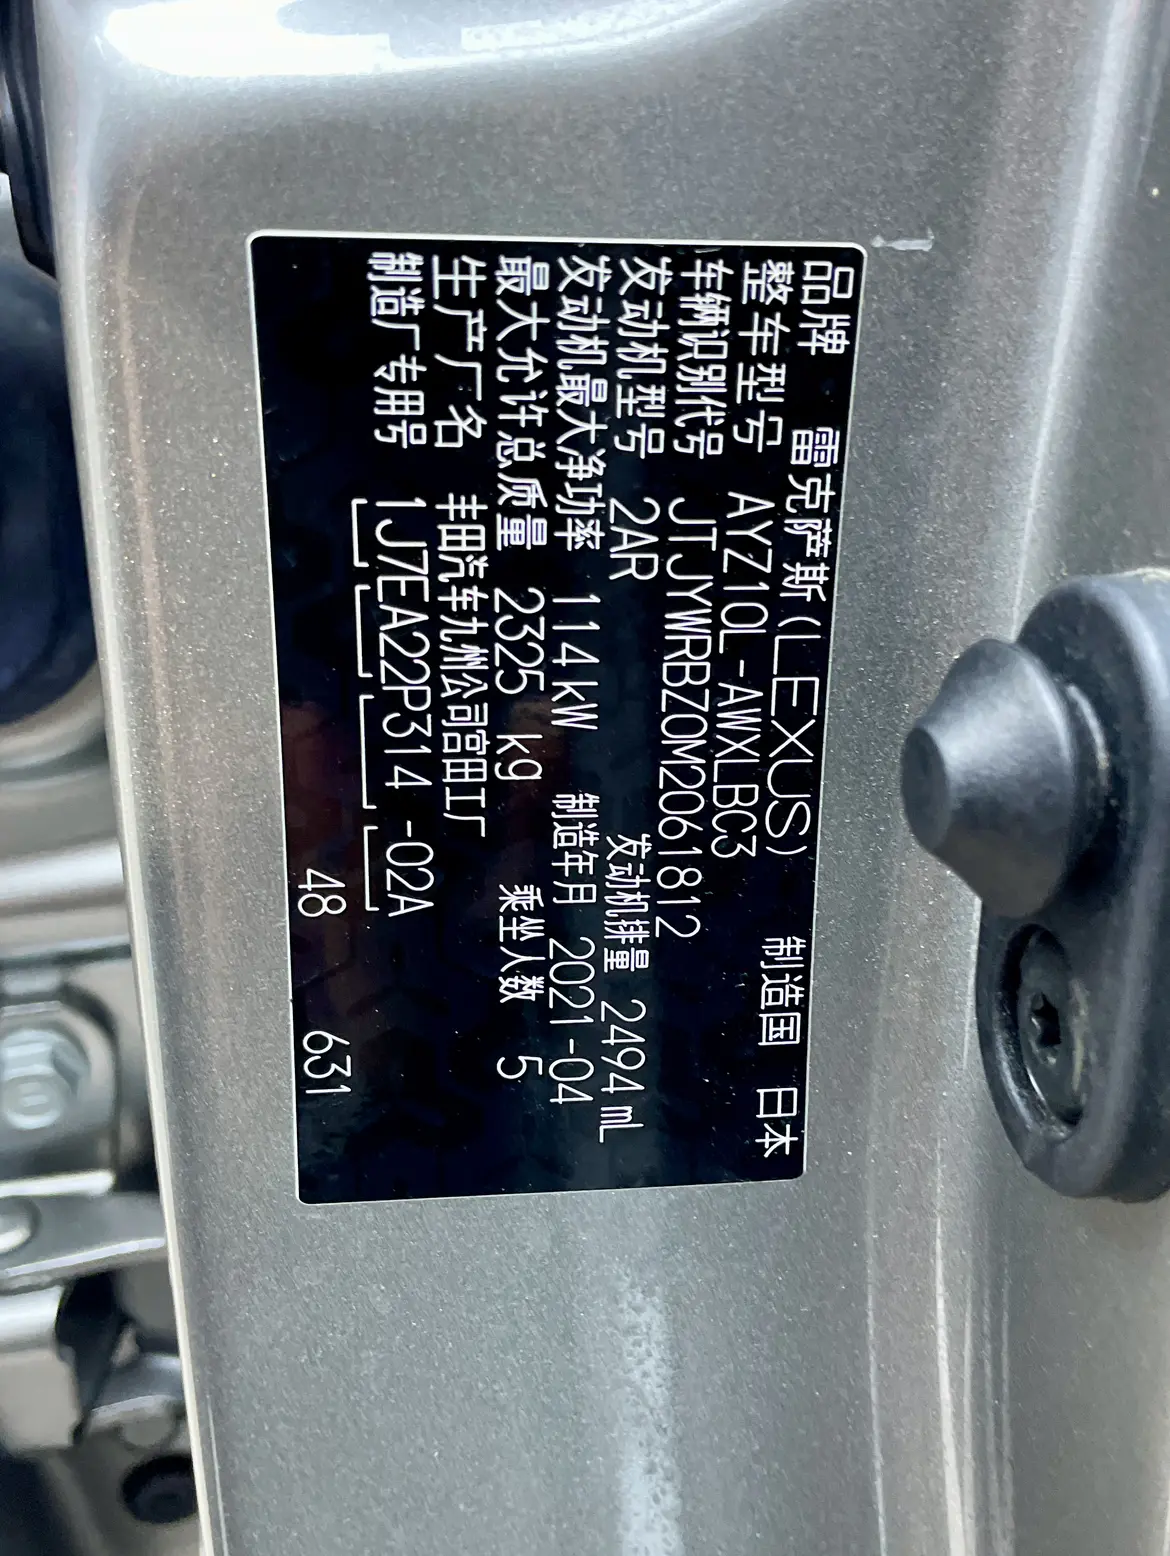 品牌 雷克萨斯(LEXUS) 制造国 日本
整车型号 AYZ10L-AWXLBC3
车辆识别代号 JTJYWRBZ0M2061812
发动机型号 2AR 发动机排量 2494 mL
发动机最大净功率 114 kW 制造年月 2021-04
最大允许总质量 2325 kg 乘坐人数 5
生产厂名 丰田汽车九州公司宫田工厂
制造厂专用号 1J7EA22P314 -02A
48 631